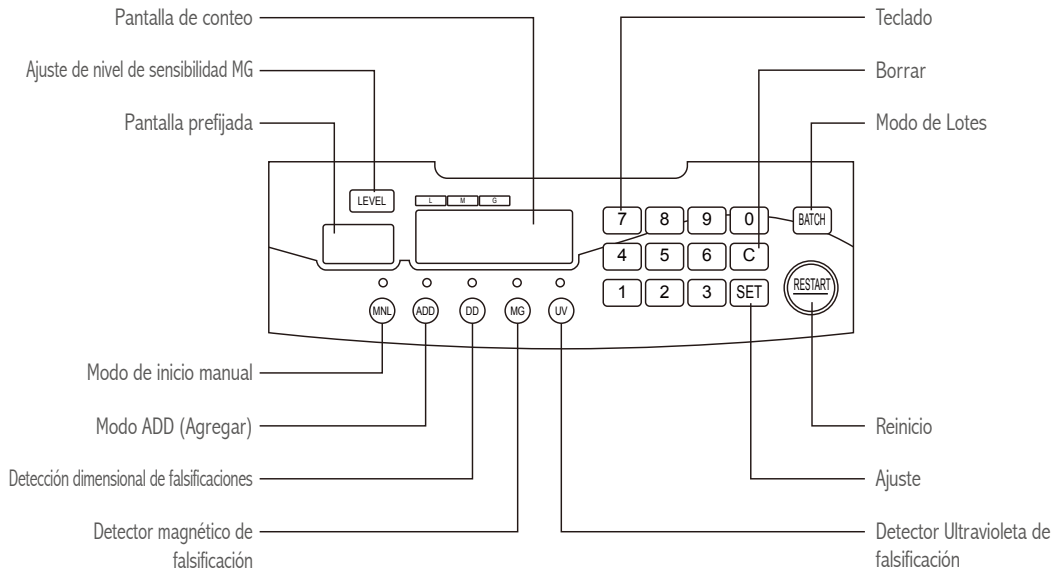 Pantalla de conteo
Teclado
Ajuste de nivel de sensibilidad MG
Borrar
Pantalla prefijada
Modo de Lotes
LEVEL
L M G
7 8 9 0
BATCH
4 5 6 C
RESTART
1 2 3 SET
MNL ADD DD MG UV
Modo de inicio manual
Modo ADD (Agregar)
Reinicio
Detección dimensional de falsificaciones
Ajuste
Detector magnético de
falsificación
Detector Ultravioleta de
falsificación